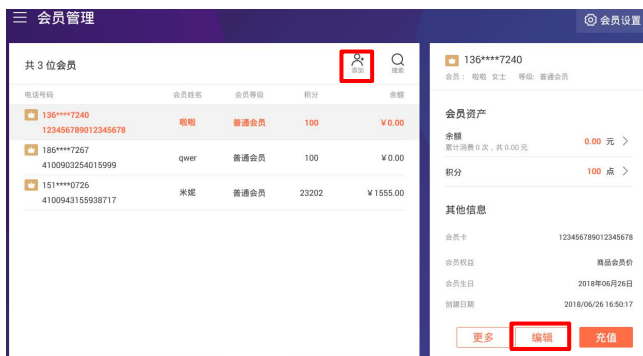 会员管理
会员设置
共 3 位会员
添加
搜索
电话号码 会员姓名 会员等级 积分 余额
136****7240
123456789012345678
啦啦 普通会员 100 ¥0.00
186****7267
4100903254015999
qwer 普通会员 100 ¥0.00
151****0726
4100943155938717
米妮 普通会员 23202 ¥1555.00
136****7240
会员： 啦啦 女士 等级: 普通会员
会员资产
余额
累计消费 0 次，共 0.00 元
0.00 元
积分 100 点
其他信息
会员卡 123456789012345678
会员权益 商品会员价
会员生日 2018年06月26日
创建日期 2018/06/26 16:50:17
更多 编辑 充值